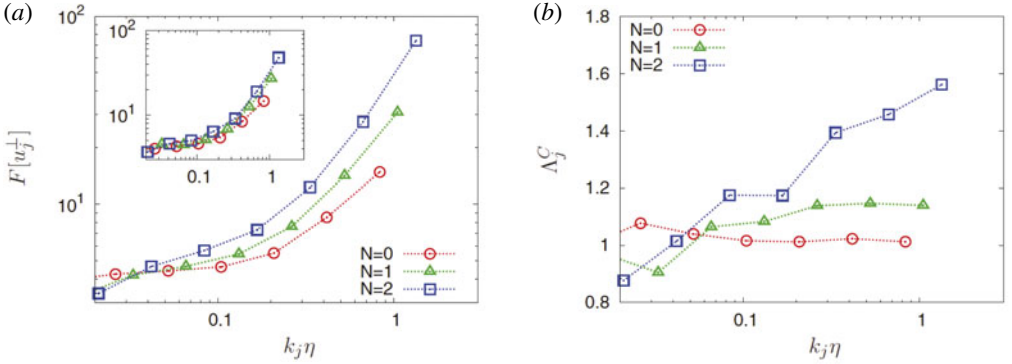 (a)
10²
F[u_j^⊥]
10¹
10¹
0.1
1
N=0
N=1
N=2
0.1
1
k_jη
(b)
1.8
1.6
1.4
Λ_j^C
1.2
1
0.8
N=0
N=1
N=2
0.1
1
k_jη